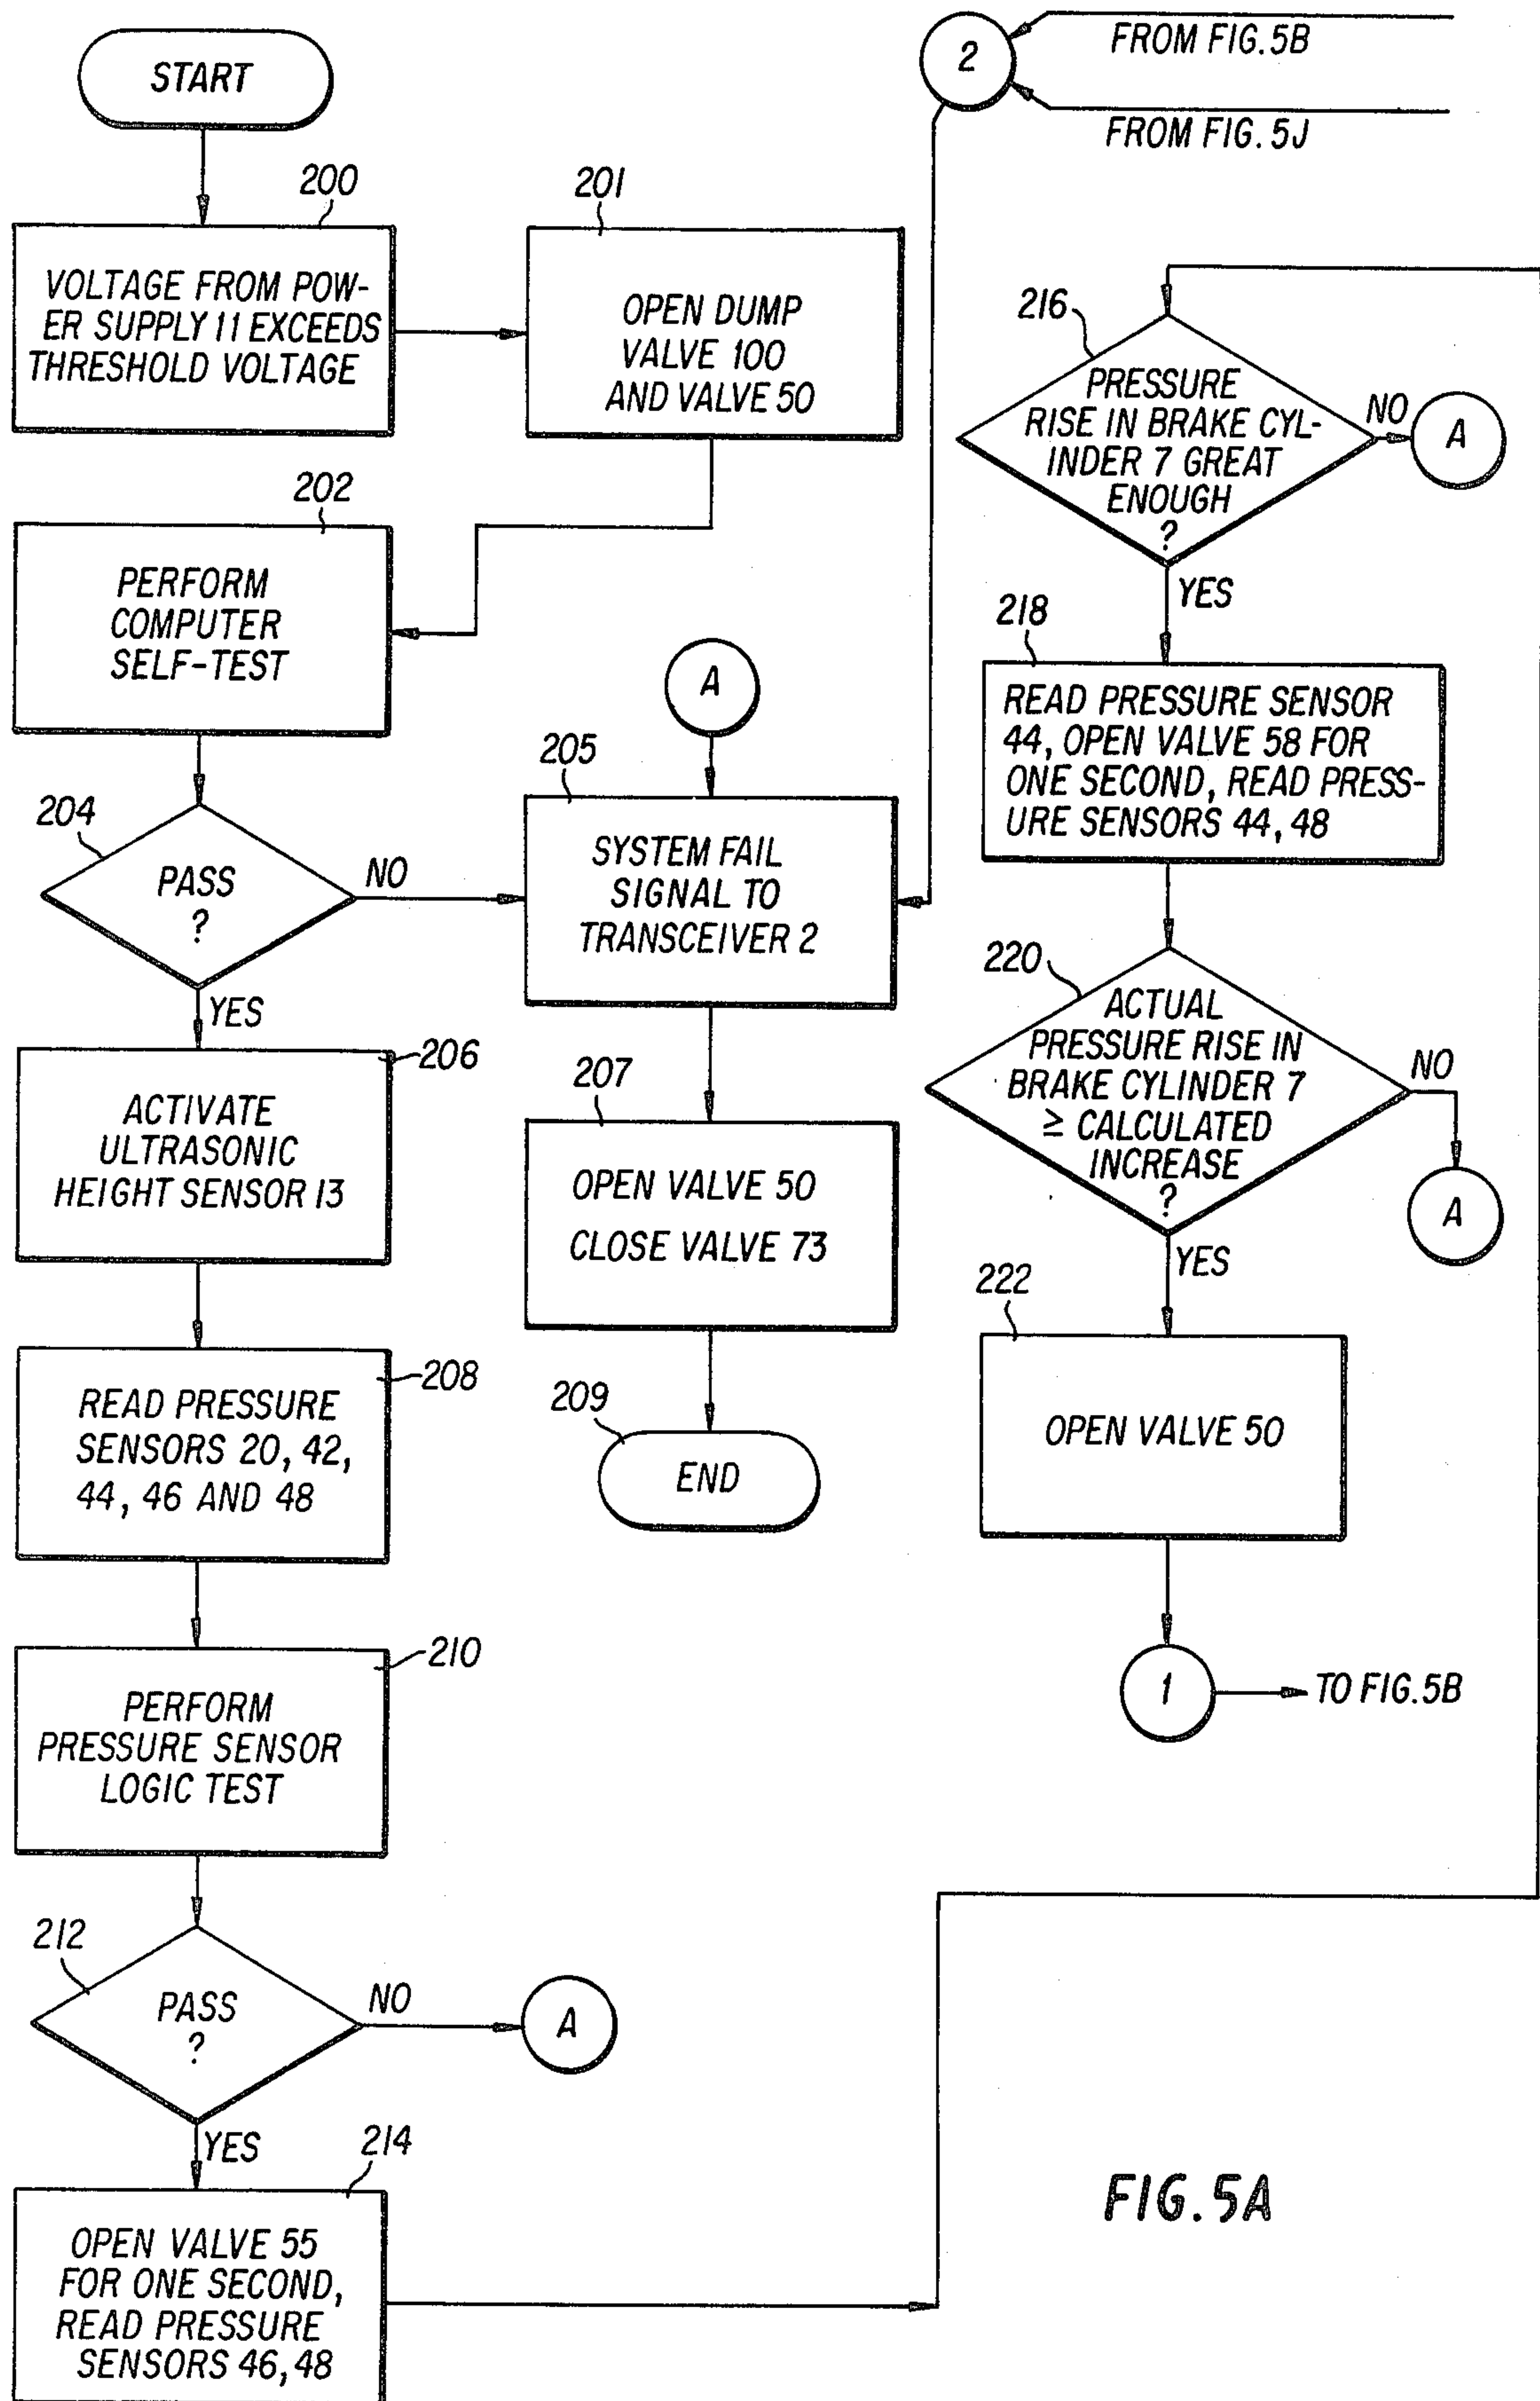 START
200
VOLTAGE FROM POW-
ER SUPPLY 11 EXCEEDS
THRESHOLD VOLTAGE
201
OPEN DUMP
VALVE 100
AND VALVE 50
202
PERFORM
COMPUTER
SELF-TEST
204
PASS
?
NO
YES
A
205
SYSTEM FAIL
SIGNAL TO
TRANSCEIVER 2
207
OPEN VALVE 50
CLOSE VALVE 73
209
END
206
ACTIVATE
ULTRASONIC
HEIGHT SENSOR 13
208
READ PRESSURE
SENSORS 20, 42,
44, 46 AND 48
210
PERFORM
PRESSURE SENSOR
LOGIC TEST
212
PASS
?
NO
A
YES
214
OPEN VALVE 55
FOR ONE SECOND,
READ PRESSURE
SENSORS 46, 48
2
FROM FIG. 5B
FROM FIG. 5J
216
PRESSURE
RISE IN BRAKE CYL-
INDER 7 GREAT
ENOUGH
?
NO
A
YES
218
READ PRESSURE SENSOR
44, OPEN VALVE 58 FOR
ONE SECOND, READ PRESS-
URE SENSORS 44, 48
220
ACTUAL
PRESSURE RISE IN
BRAKE CYLINDER 7
≥ CALCULATED
INCREASE
?
NO
A
YES
222
OPEN VALVE 50
1
TO FIG. 5B
FIG. 5A